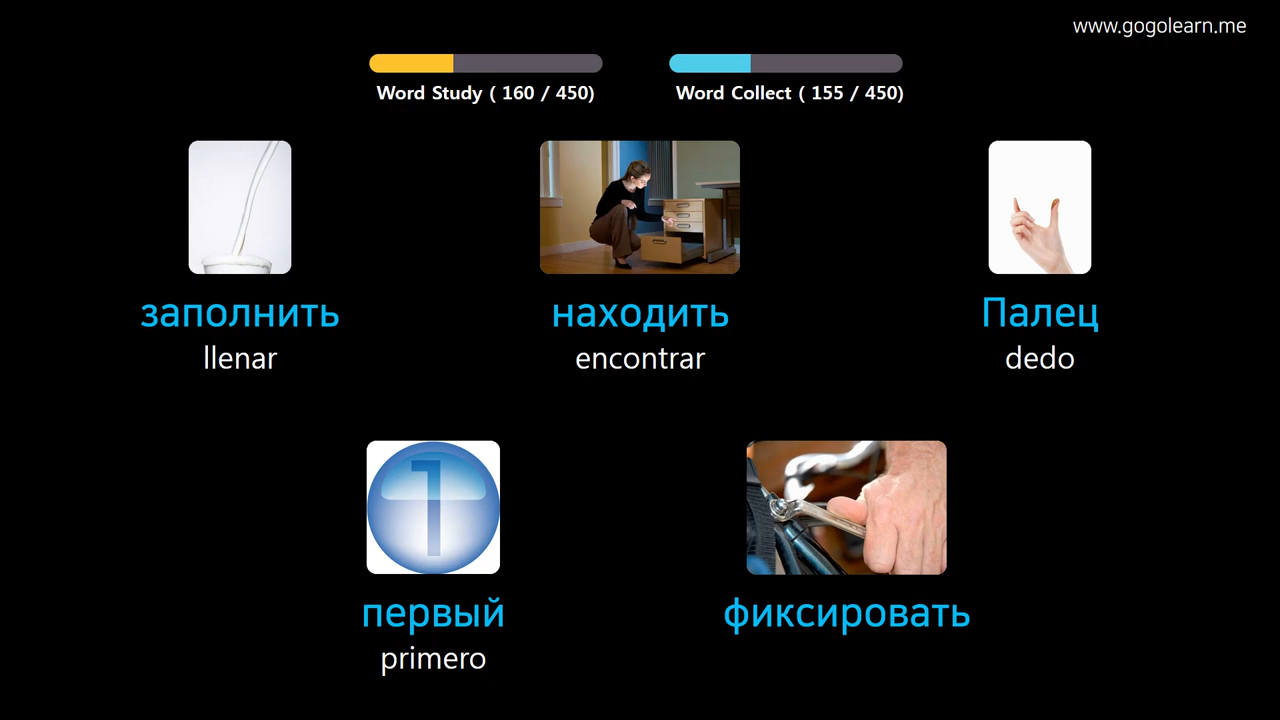 www.gogolearn.me
Word Study ( 160 / 450)
Word Collect ( 155 / 450)
заполнить
llenar
находить
encontrar
Палец
dedo
1
первый
primero
фиксировать